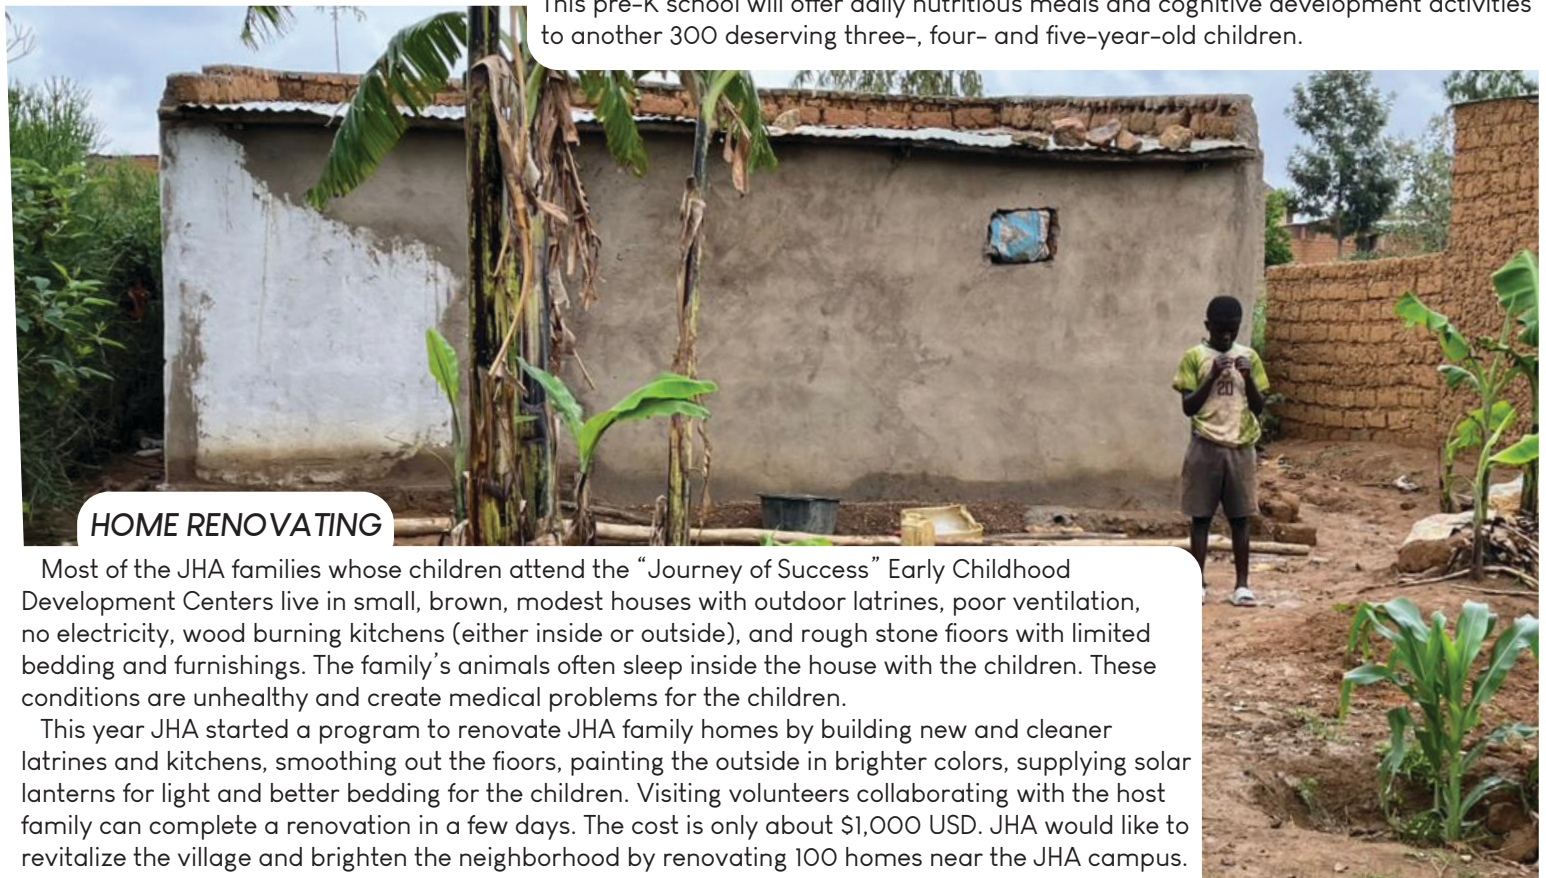 This pre-K school will offer daily nutritious meals and cognitive development activities
to another 300 deserving three-, four- and five-year-old children.
20
HOME RENOVATING
Most of the JHA families whose children attend the “Journey of Success” Early Childhood
Development Centers live in small, brown, modest houses with outdoor latrines, poor ventilation,
no electricity, wood burning kitchens (either inside or outside), and rough stone floors with limited
bedding and furnishings. The family’s animals often sleep inside the house with the children. These
conditions are unhealthy and create medical problems for the children.
This year JHA started a program to renovate JHA family homes by building new and cleaner
latrines and kitchens, smoothing out the floors, painting the outside in brighter colors, supplying solar
lanterns for light and better bedding for the children. Visiting volunteers collaborating with the host
family can complete a renovation in a few days. The cost is only about $1,000 USD. JHA would like to
revitalize the village and brighten the neighborhood by renovating 100 homes near the JHA campus.